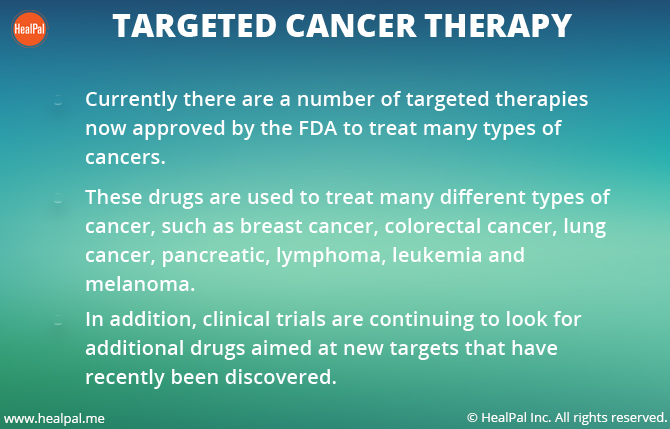 HealPal
TARGETED CANCER THERAPY
Currently there are a number of targeted therapies
now approved by the FDA to treat many types of
cancers.
These drugs are used to treat many different types of
cancer, such as breast cancer, colorectal cancer, lung
cancer, pancreatic, lymphoma, leukemia and
melanoma.
In addition, clinical trials are continuing to look for
additional drugs aimed at new targets that have
recently been discovered.
www.healpal.me
© HealPal Inc. All rights reserved.